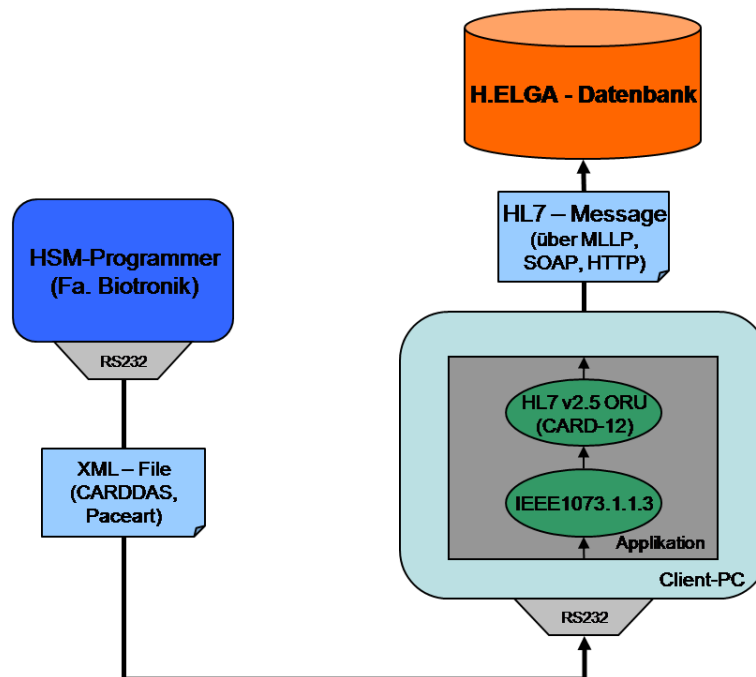 H.ELGA - Datenbank
HL7 – Message
(über MLLP,
SOAP, HTTP)
HSM-Programmer
(Fa. Biotronik)
RS232
XML – File
(CARDDAS,
Paceart)
HL7 v2.5 ORU
(CARD-12)
IEEE1073.1.1.3
Applikation
Client-PC
RS232